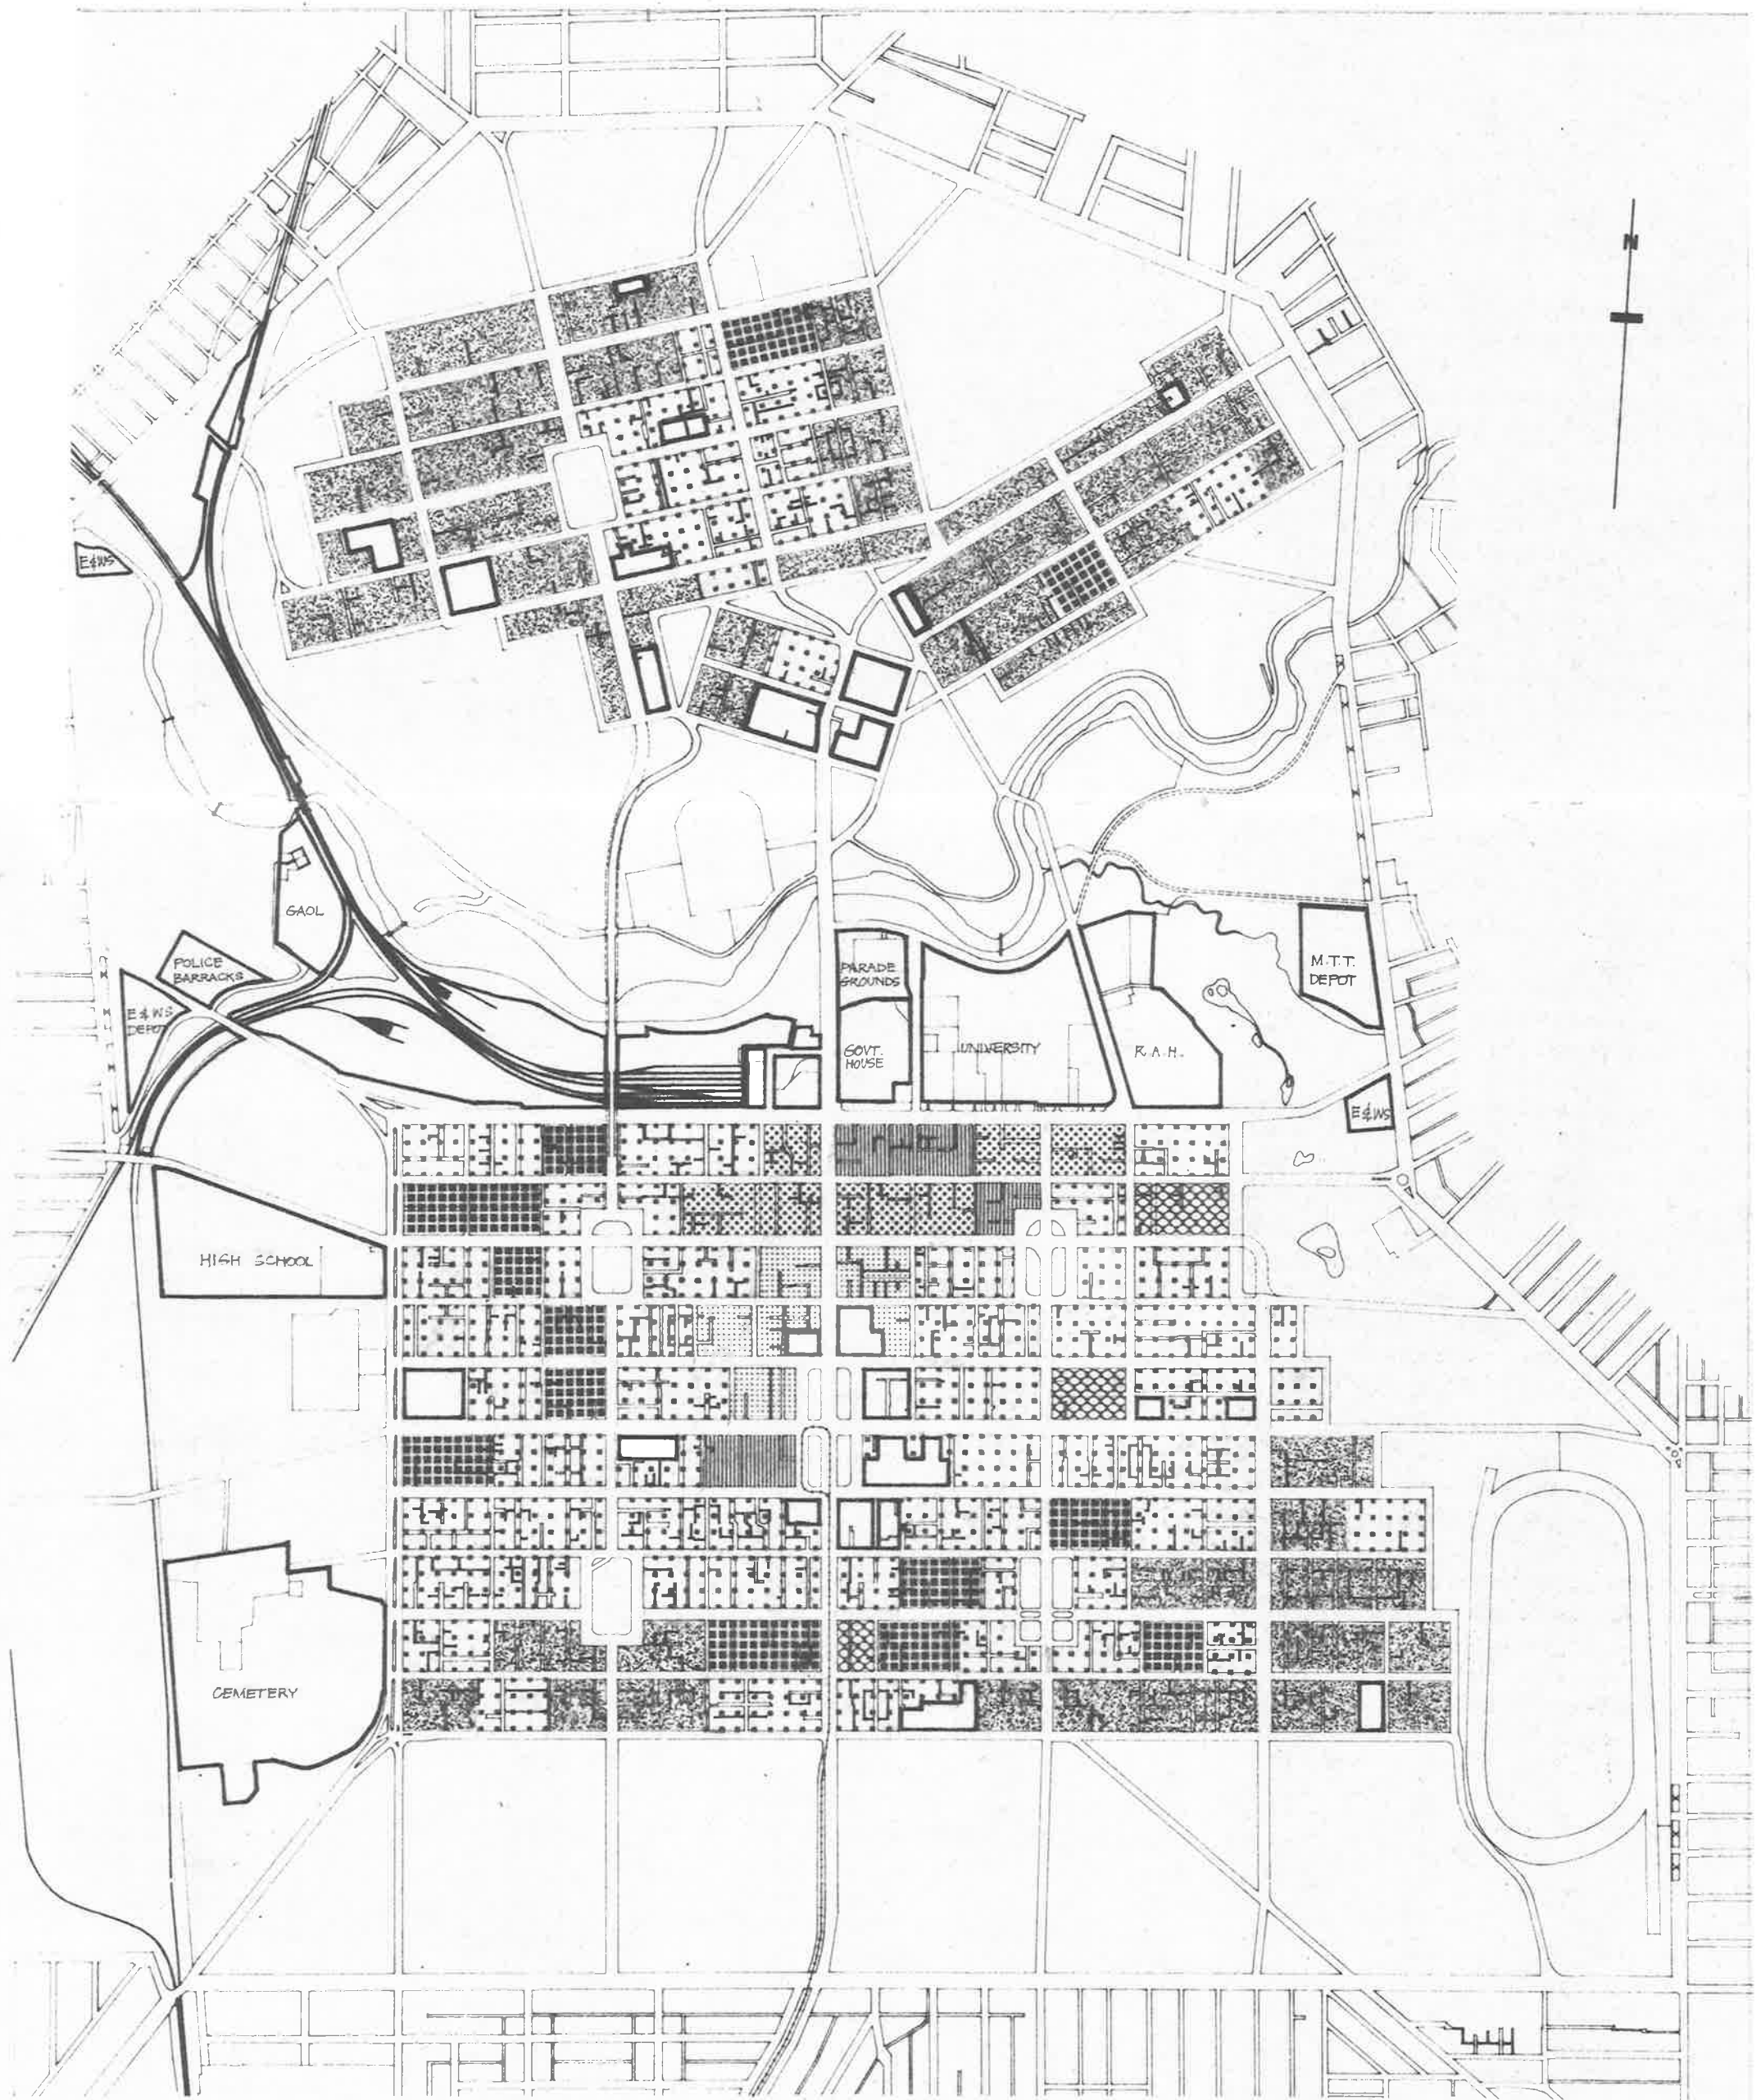 N
E&WS
GAOL
POLICE
BARRACKS
E&WS
DEPOT
PARADE
GROUNDS
GOVT.
HOUSE
UNIVERSITY
R.A.H.
M.T.T.
DEPOT
E&WS
HIGH SCHOOL
CEMETERY